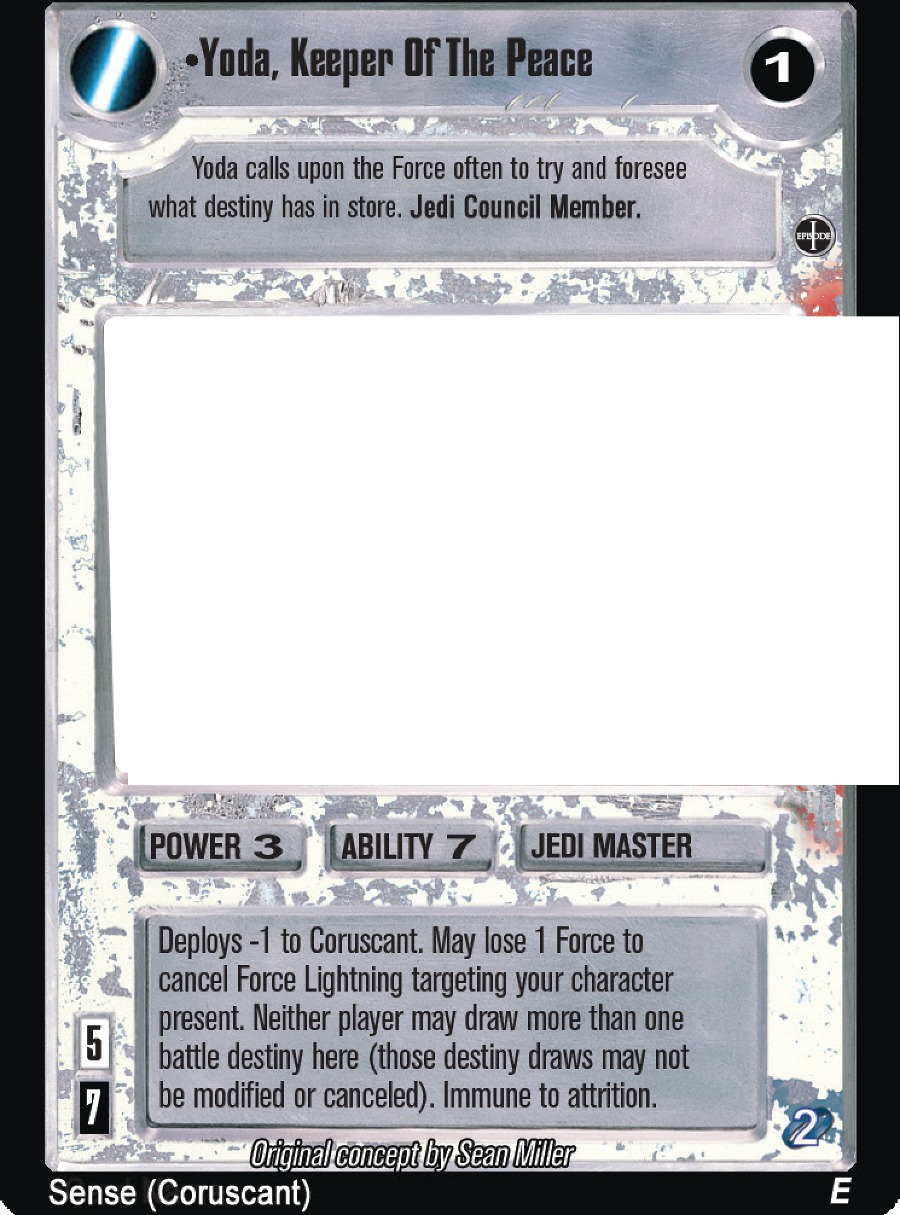 •Yoda, Keeper Of The Peace
1
Yoda calls upon the Force often to try and foresee
what destiny has in store. Jedi Council Member.
EPISODE I
POWER 3
ABILITY 7
JEDI MASTER
Deploys -1 to Coruscant. May lose 1 Force to
cancel Force Lightning targeting your character
present. Neither player may draw more than one
battle destiny here (those destiny draws may not
be modified or canceled). Immune to attrition.
5
7
2
Original concept by Sean Miller
Sense (Coruscant)
E